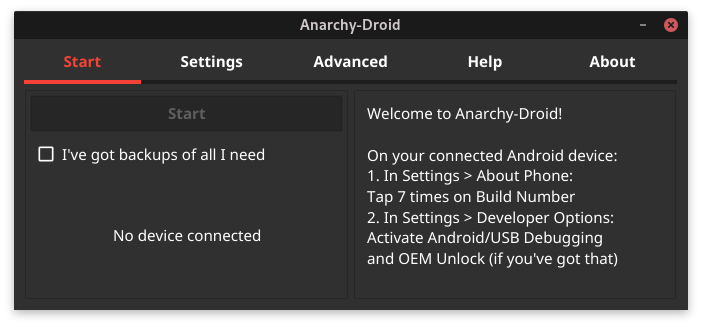 Anarchy-Droid
Start Settings Advanced Help About
Start
I've got backups of all I need
No device connected
Welcome to Anarchy-Droid!
On your connected Android device:
1. In Settings > About Phone:
Tap 7 times on Build Number
2. In Settings > Developer Options:
Activate Android/USB Debugging
and OEM Unlock (if you've got that)